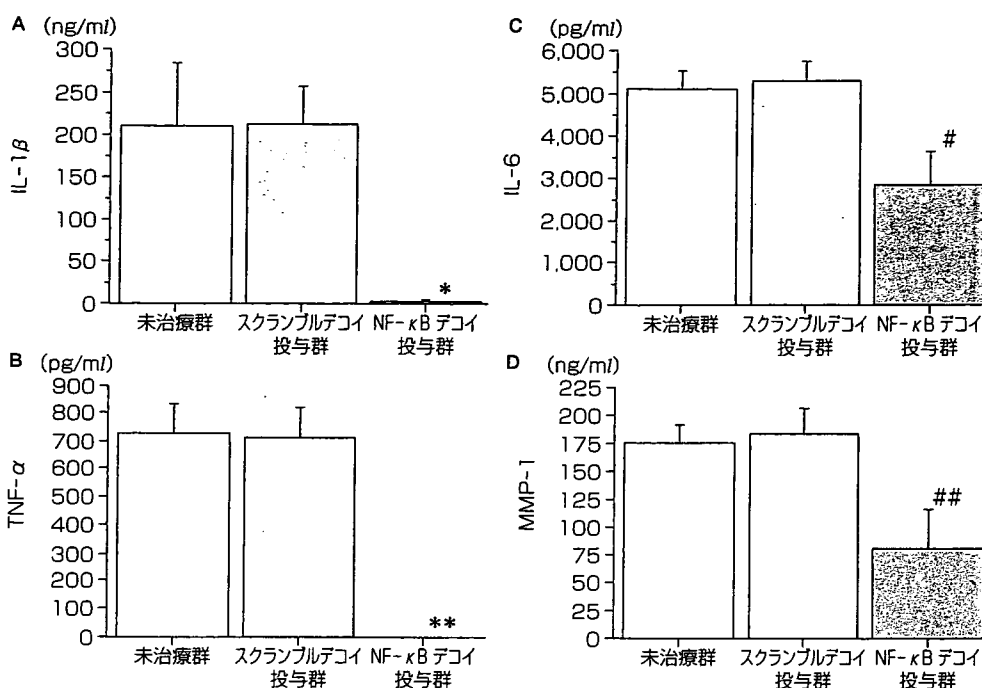 A (ng/ml)
IL-1β
300
250
200
150
100
50
0
*
未治療群
スクランブルデコイ
投与群
NF-κB デコイ
投与群
B (pg/ml)
TNF-α
900
800
700
600
500
400
300
200
100
0
**
未治療群
スクランブルデコイ
投与群
NF-κB デコイ
投与群
C (pg/ml)
IL-6
6,000
5,000
4,000
3,000
2,000
1,000
0
#
未治療群
スクランブルデコイ
投与群
NF-κB デコイ
投与群
D (ng/ml)
MMP-1
225
200
175
150
125
100
75
50
25
0
##
未治療群
スクランブルデコイ
投与群
NF-κB デコイ
投与群